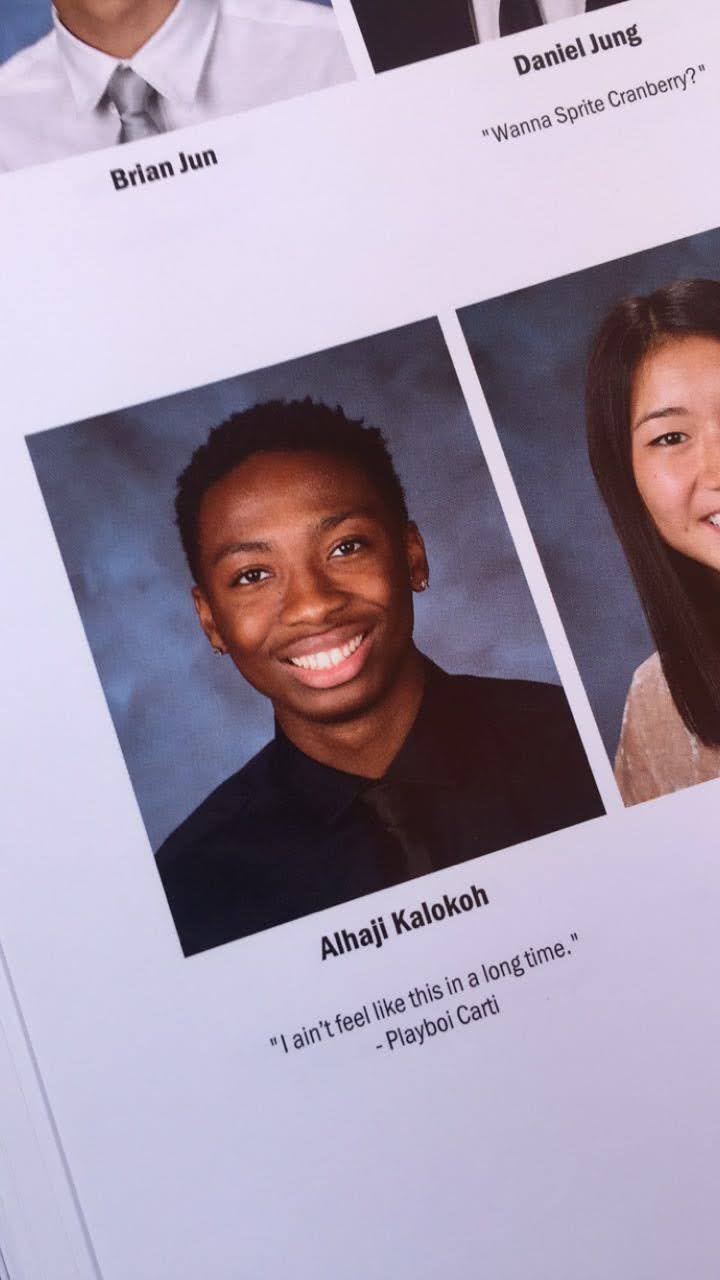 Daniel Jung
"Wanna Sprite Cranberry?"
Brian Jun
Alhaji Kalokoh
"I ain't feel like this in a long time."
- Playboi Carti